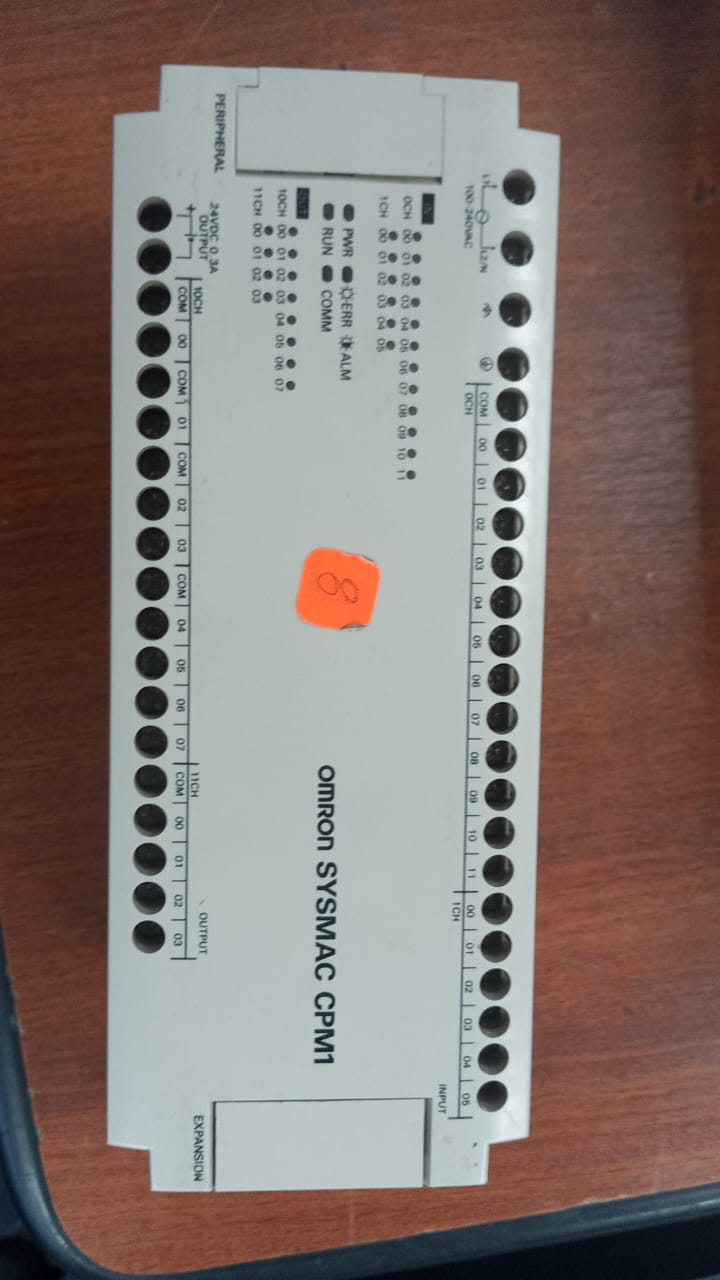 L1 L2/N
100-240VAC
COM 00 01 02 03 04 05 06 07 08 09 10 11 00 01 02 03 04 05
0CH 1CH
INPUT
PERIPHERAL
IN
0CH 00 01 02 03 04 05 06 07 08 09 10 11
1CH 00 01 02 03 04 05
PWR ERR ALM
RUN COMM
OUT
10CH 00 01 02 03 04 05 06 07
11CH 00 01 02 03
8
OMRON SYSMAC CPM1
24VDC 0.3A
OUTPUT
+ -
10CH 11CH
OUTPUT
COM 00 COM 01 COM 02 03 COM 04 05 06 07 COM 00 01 02 03
EXPANSION